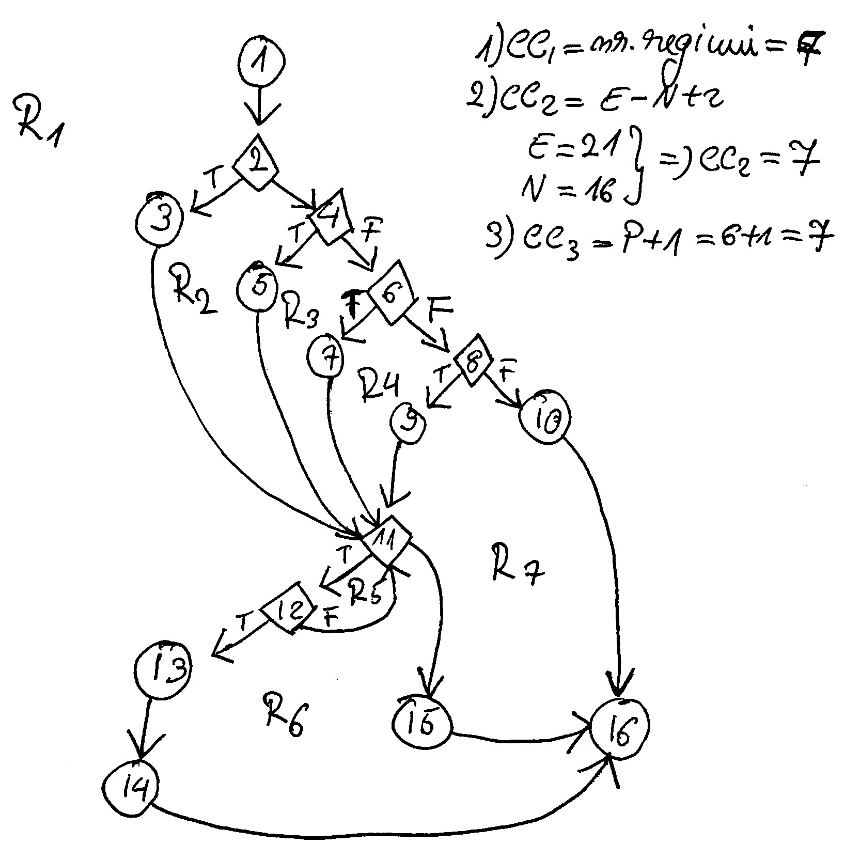 1) CC1 = nr. regiuni = 7
2) CC2 = E - N + 2
E = 21
N = 16 } => CC2 = 7
3) CC3 = P + 1 = 6 + 1 = 7
R1
1
2
T
3
4
T F
R2
5
R3
6
T F
7
R4
8
T F
9
10
11
T
R5
R7
12
T F
13
R6
15
16
14